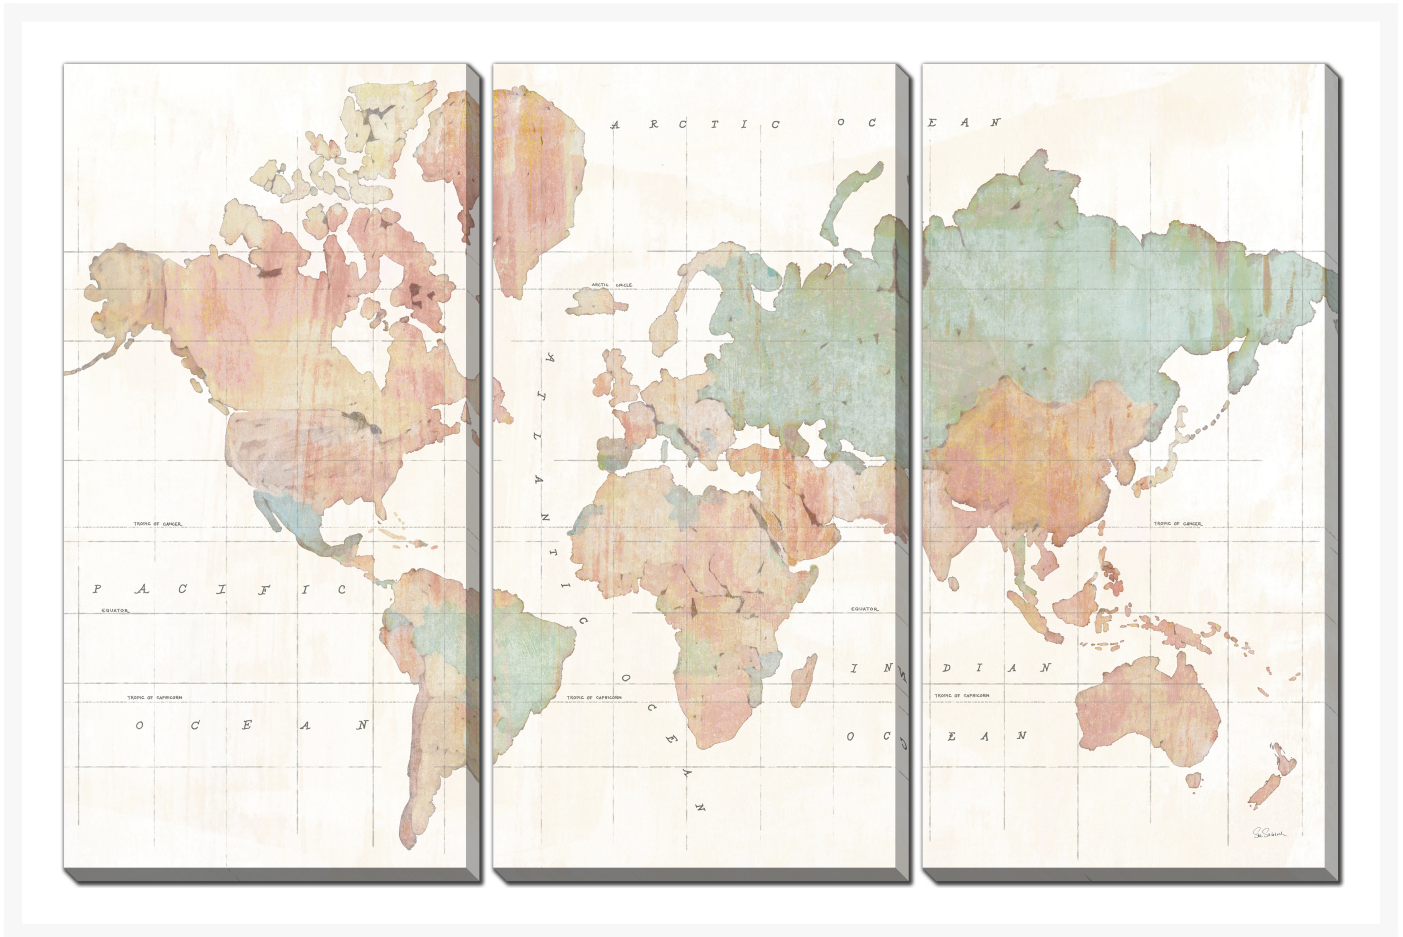 ARCTIC OCEAN
ARCTIC CIRCLE
ATLANTIC OCEAN
TROPIC OF CANCER
TROPIC OF CANCER
PACIFIC
OCEAN
EQUATOR
EQUATOR
INDIAN
OCEAN
TROPIC OF CAPRICORN
TROPIC OF CAPRICORN
TROPIC OF CAPRICORN